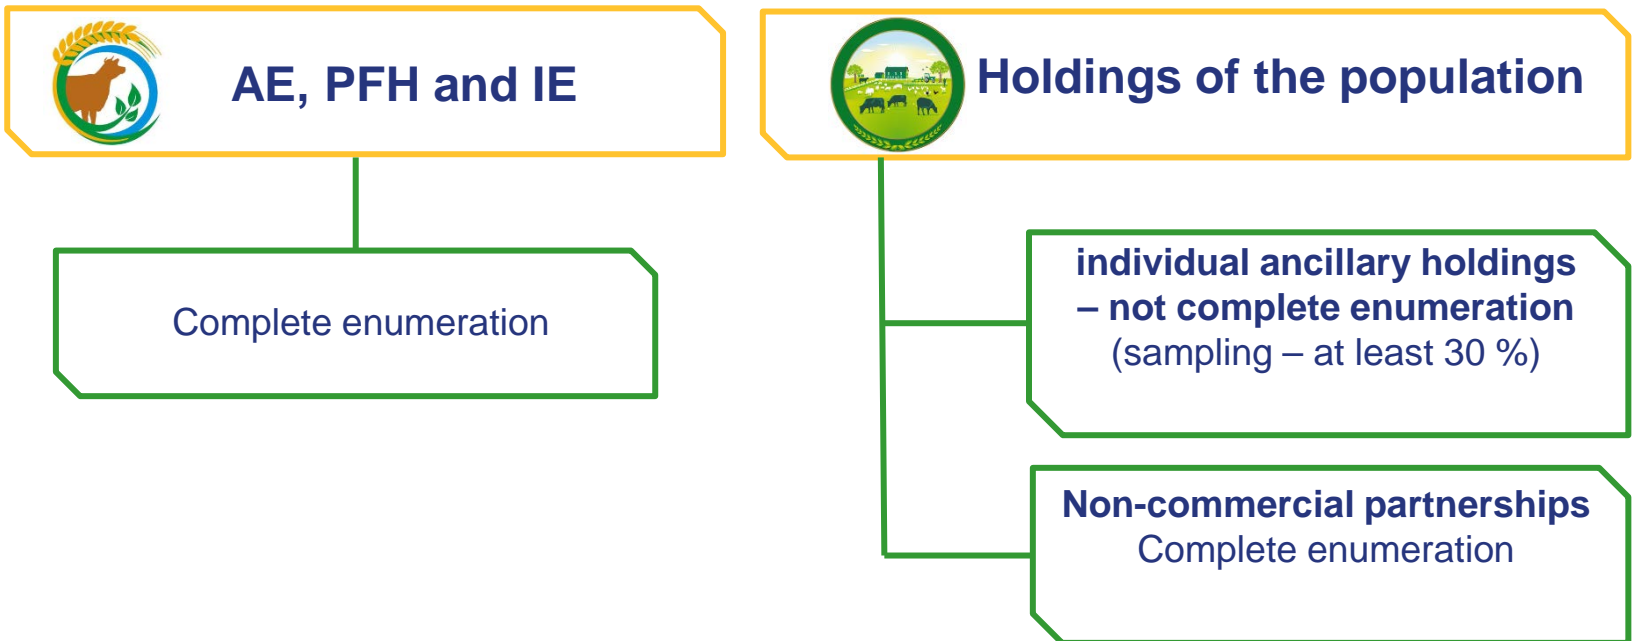 AE, PFH and IE
Complete enumeration
Holdings of the population
individual ancillary holdings
– not complete enumeration
(sampling – at least 30 %)
Non-commercial partnerships
Complete enumeration